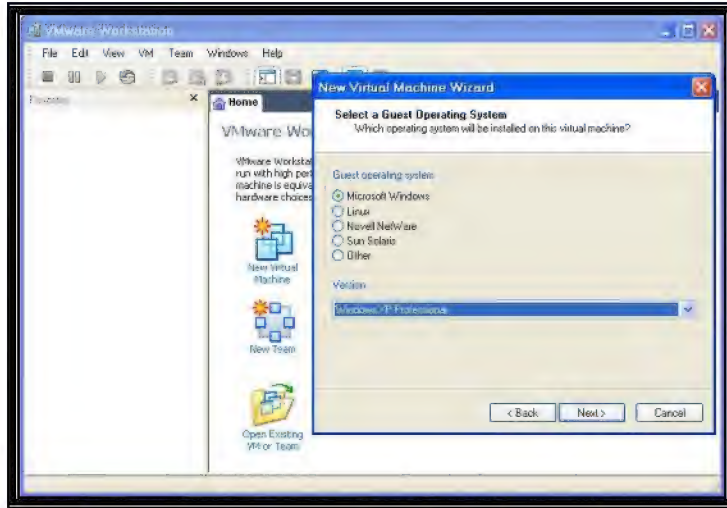 VMware Workstation
File Edit View VM Team Windows Help
Favorites
Home
VMware Wo
VMware Workstat
run with high perf
machine is equiva
hardware choices
New Virtual
Machine
New Team
Open Existing
VM or Team
New Virtual Machine Wizard
Select a Guest Operating System
Which operating system will be installed on this virtual machine?
Guest operating system
Microsoft Windows
Linux
Novell NetWare
Sun Solaris
Other
Version
Windows XP Professional
< Back
Next >
Cancel